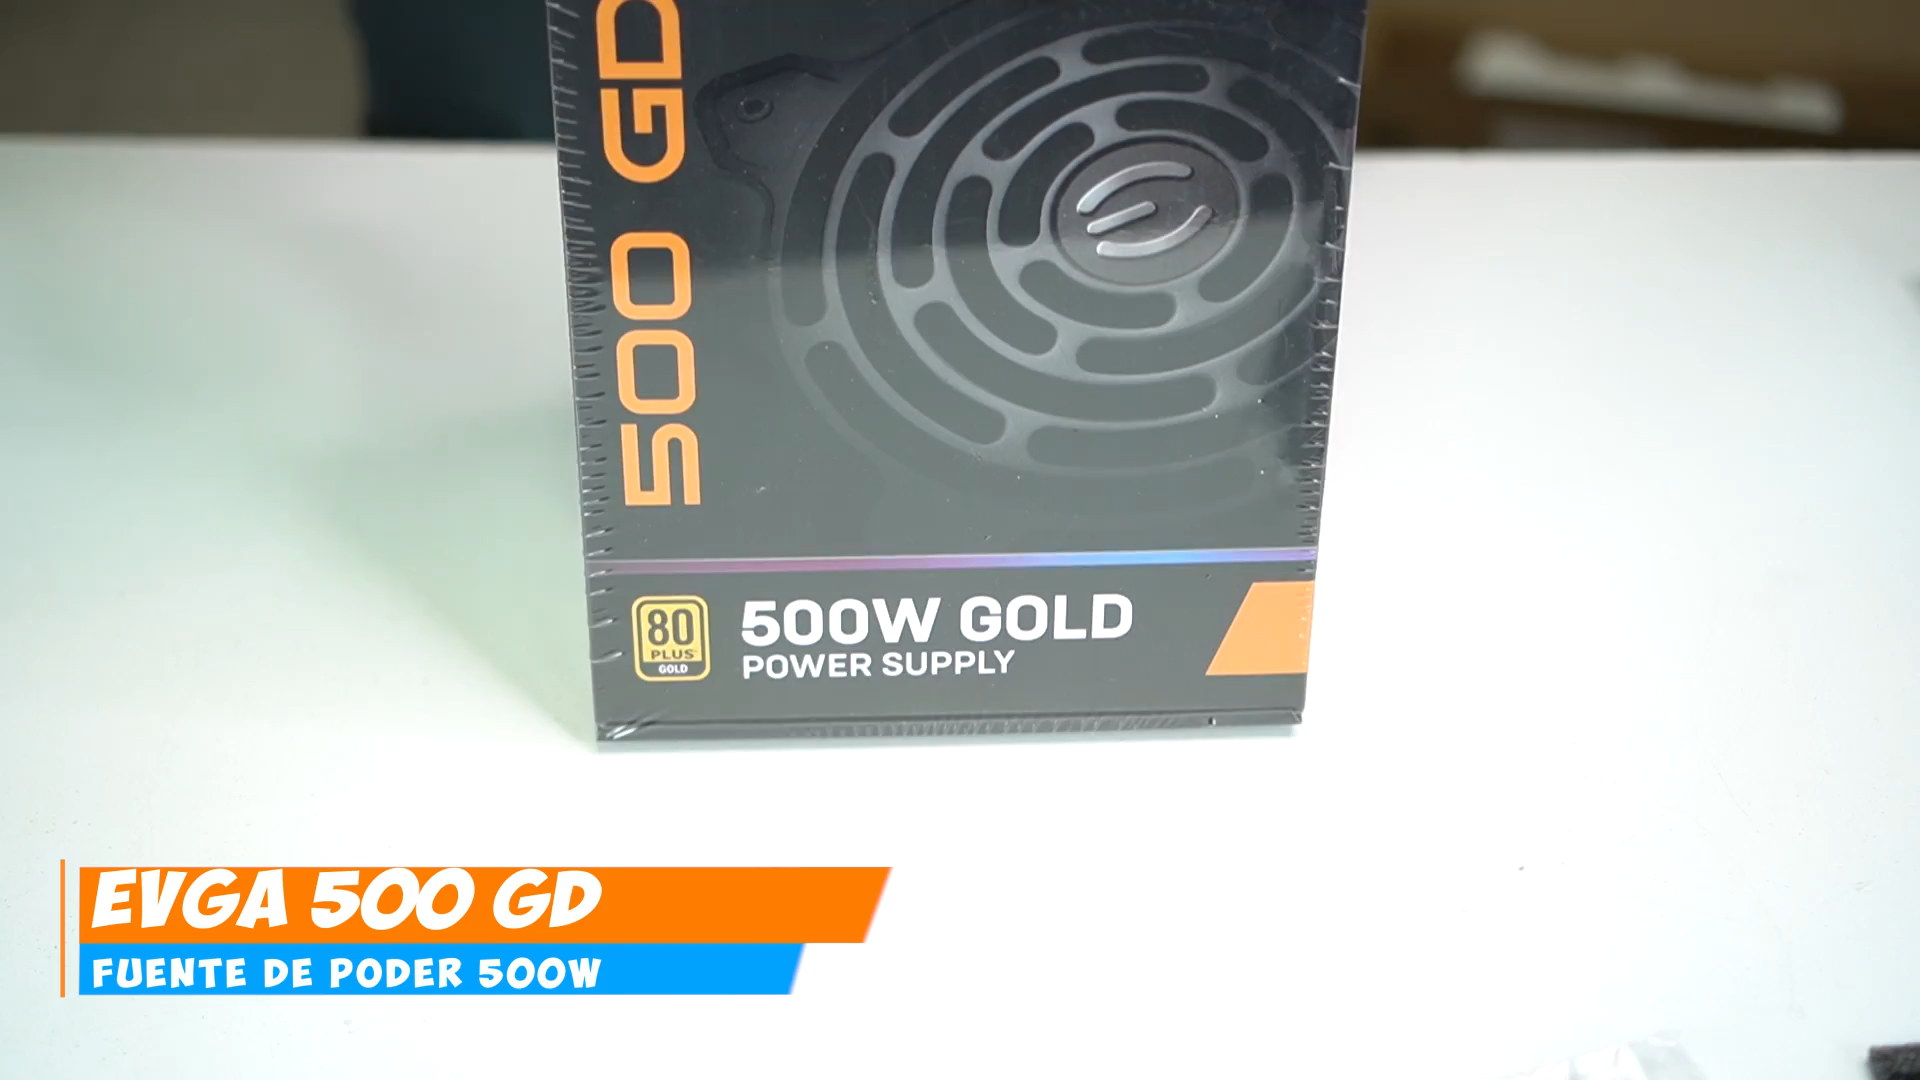 500 GD
80
PLUS
GOLD
500W GOLD
POWER SUPPLY
EVGA 500 GD
FUENTE DE PODER 500W